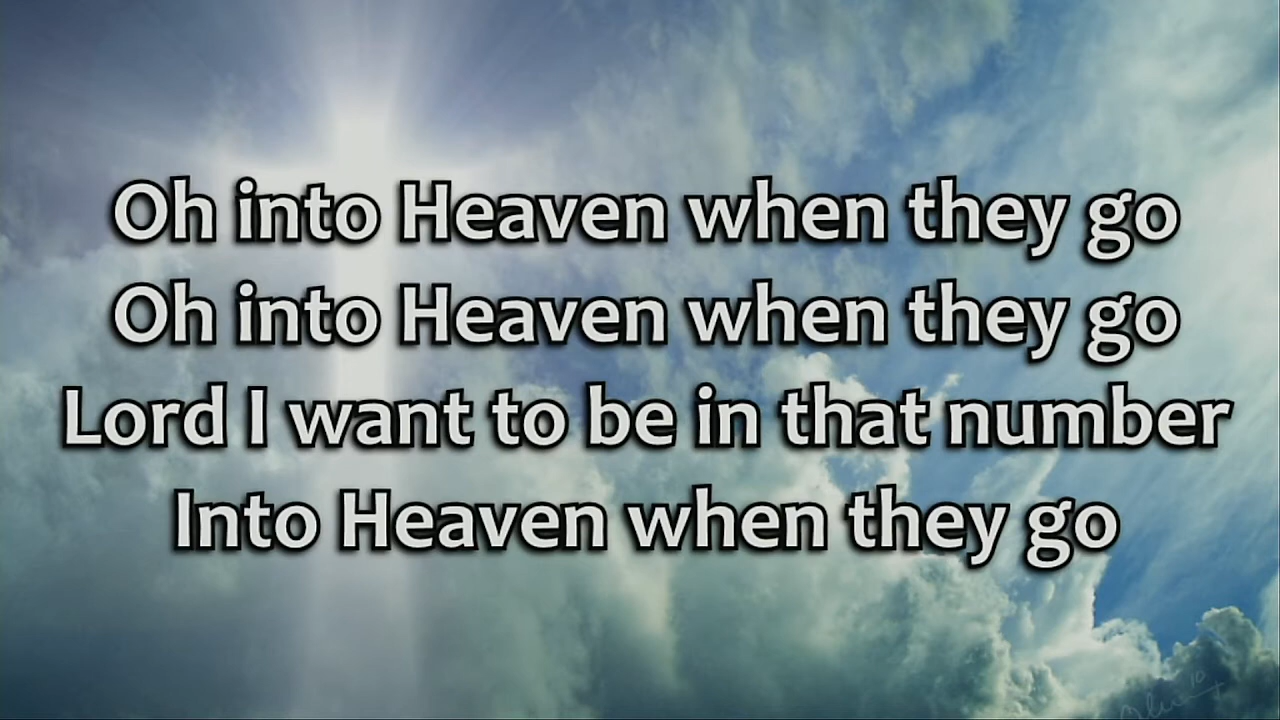 Oh into Heaven when they go
Oh into Heaven when they go
Lord I want to be in that number
Into Heaven when they go